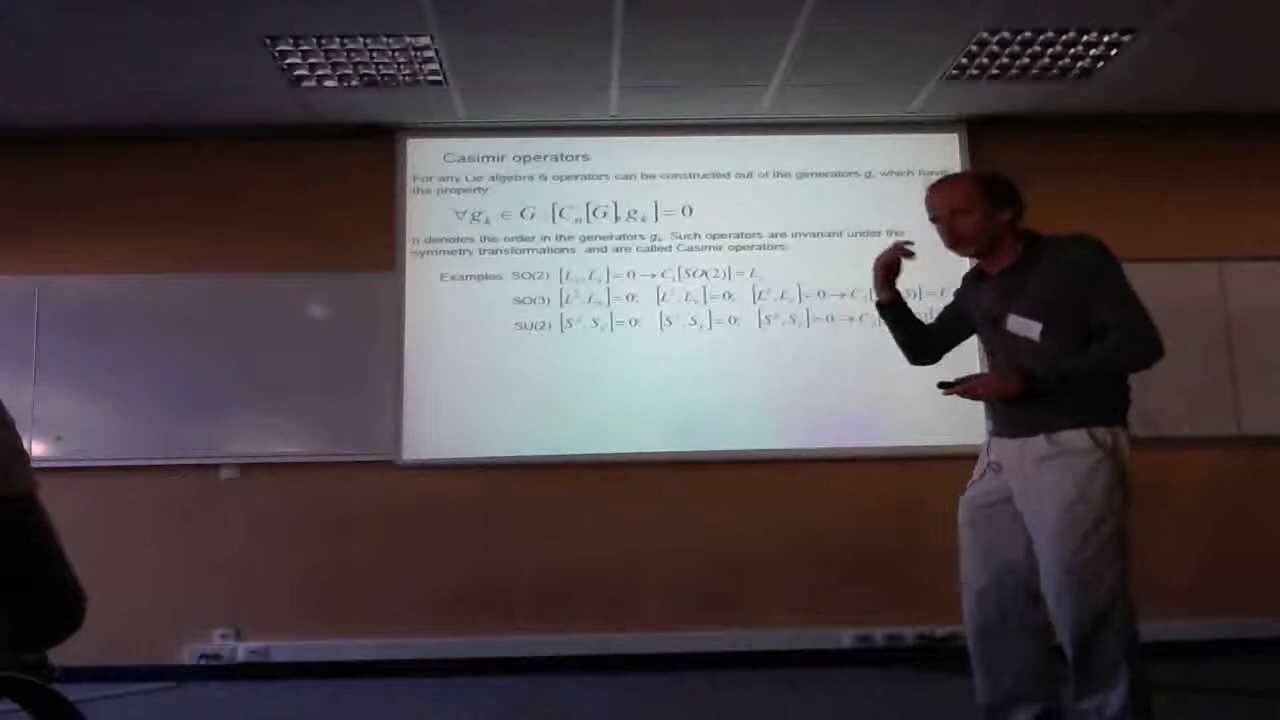 Casimir operators
For any Lie algebra G operators can be constructed out of the generators g, which have
the property
∀ g_k ∈ G [C_n[G], g_k] = 0
n denotes the order in the generators g_k. Such operators are invariant under the
symmetry transformations and are called Casimir operators.
Examples: SO(2) [L_z, L_z] = 0 → C_1[SO(2)] = L_z
SO(3) [L², L_x] = 0; [L², L_y] = 0; [L², L_z] = 0 → C
SU(2) [S², S_x] = 0; [S², S_y] = 0; [S², S_z] = 0 → C